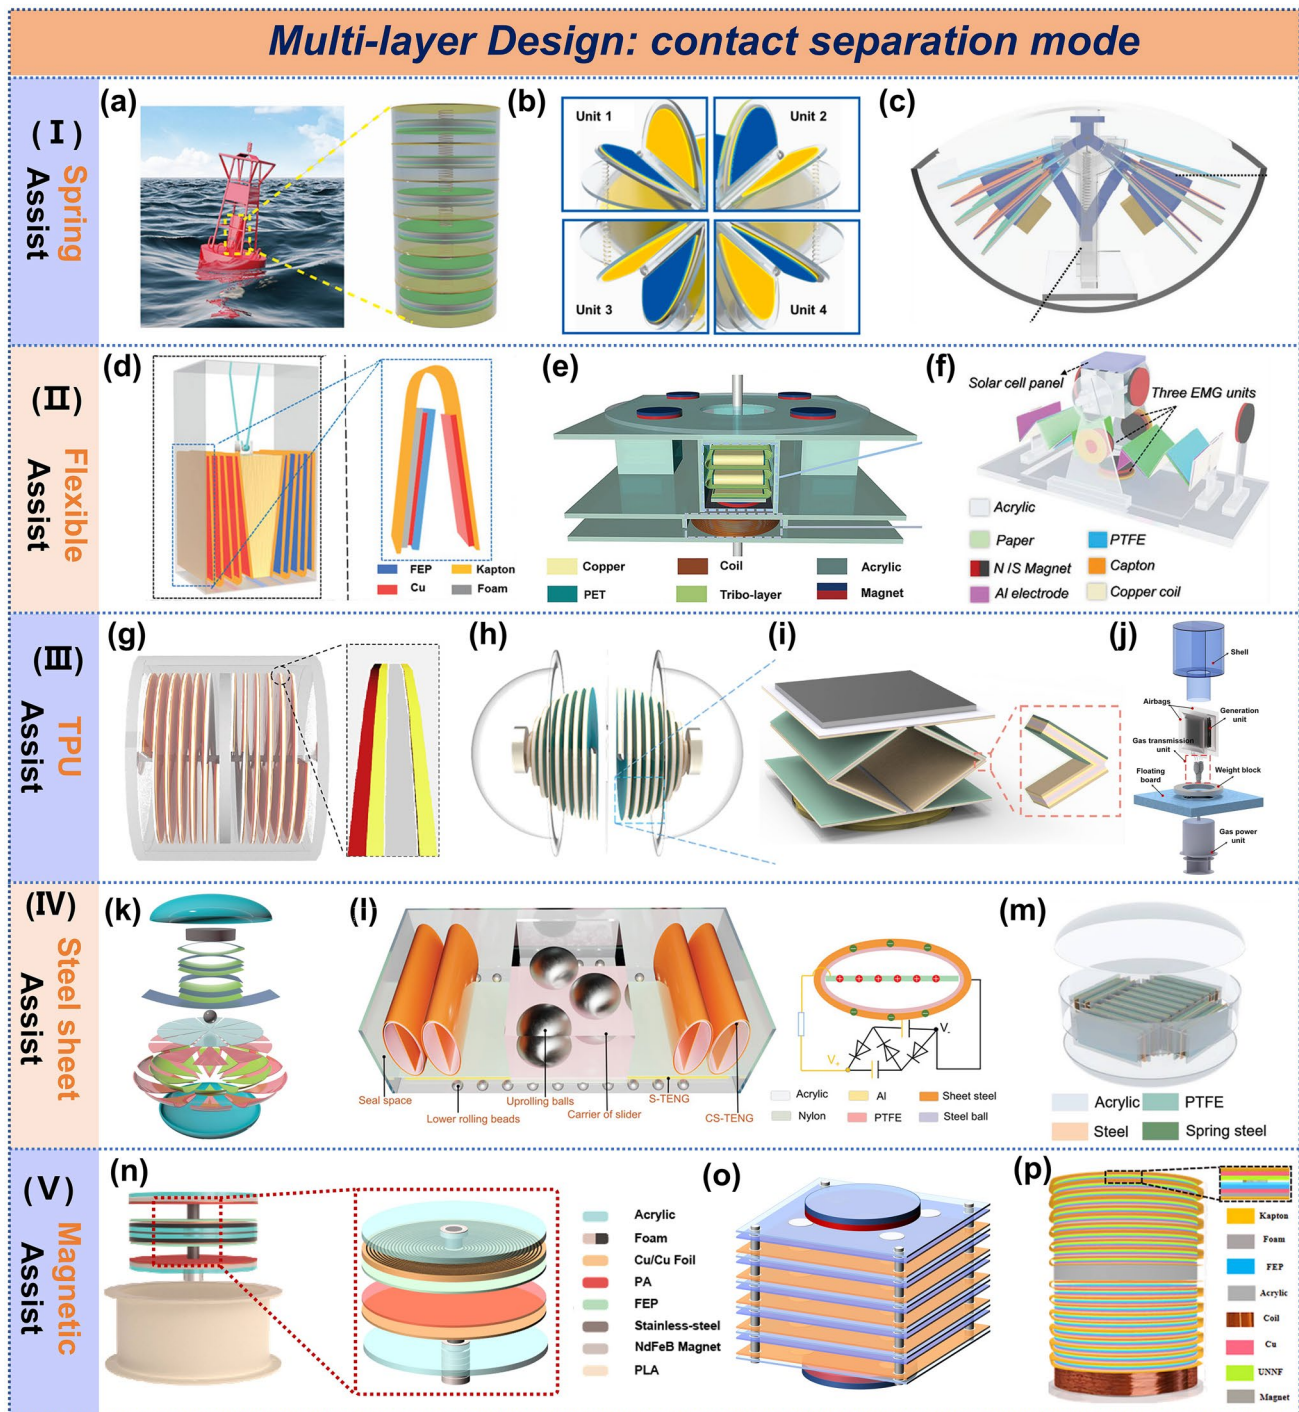 Multi-layer Design: contact separation mode
(Ⅰ)
Spring
Assist
(a)
(b)
Unit 1
Unit 2
Unit 3
Unit 4
(c)
(Ⅱ)
Flexible
Assist
(d)
FEP
Kapton
Cu
Foam
(e)
Copper
Coil
Acrylic
PET
Tribo-layer
Magnet
(f)
Solar cell panel
Three EMG units
Acrylic
Paper
PTFE
N /S Magnet
Capton
Al electrode
Copper coil
(Ⅲ)
TPU
Assist
(g)
(h)
(i)
(j)
Shell
Airbags
Generation
unit
Gas transmission
unit
Floating
board
Weight block
Gas power
unit
(Ⅳ)
Steel sheet
Assist
(k)
(l)
Seal space
Lower rolling beads
Uprolling balls
Carrier of slider
S-TENG
CS-TENG
V+
V-
Acrylic
Al
Sheet steel
Nylon
PTFE
Steel ball
(m)
Acrylic
PTFE
Steel
Spring steel
(Ⅴ)
Magnetic
Assist
(n)
Acrylic
Foam
Cu/Cu Foil
PA
FEP
Stainless-steel
NdFeB Magnet
PLA
(o)
(p)
Kapton
Foam
FEP
Acrylic
Coil
Cu
UNNF
Magnet